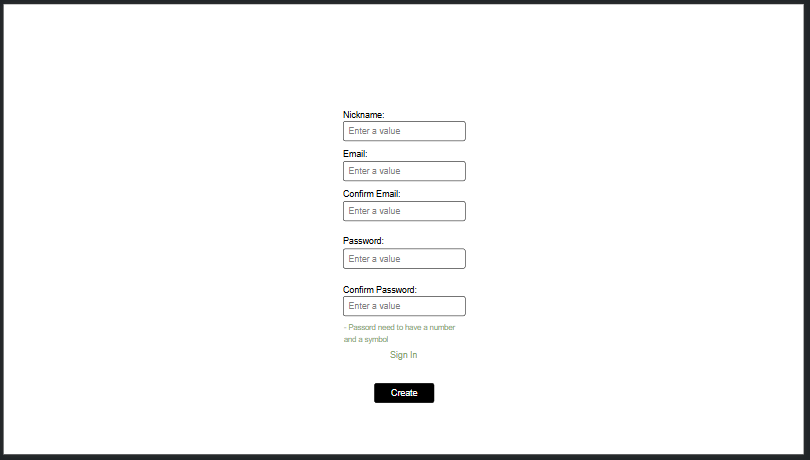 Nickname:
Enter a value
Email:
Enter a value
Confirm Email:
Enter a value
Password:
Enter a value
Confirm Password:
Enter a value
- Passord need to have a number
and a symbol
Sign In
Create